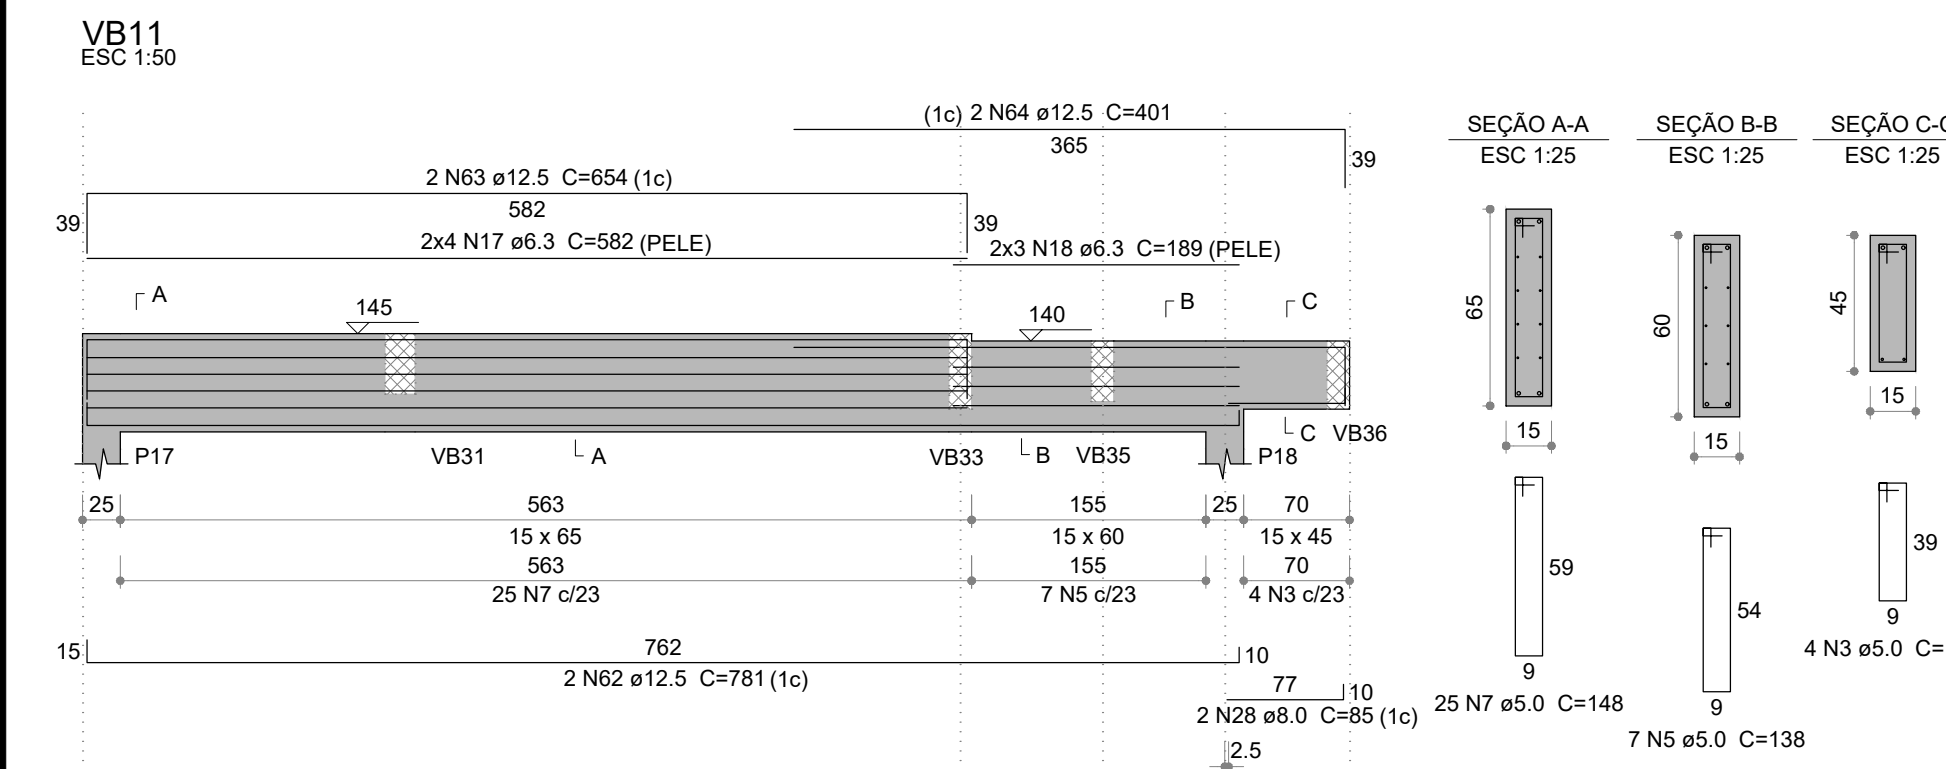 VB11
ESC 1:50
(1c) 2 N64 ø12.5 C=401
365
39
2 N63 ø12.5 C=654 (1c)
582
39
39
2x4 N17 ø6.3 C=582 (PELE)
2x3 N18 ø6.3 C=189 (PELE)
A
B
C
145
140
P17
VB31
A
VB33
B
VB35
P18
C
VB36
25
563
155
25
70
15 x 65
15 x 60
15 x 45
563
155
70
25 N7 c/23
7 N5 c/23
4 N3 c/23
15
762
10
2 N62 ø12.5 C=781 (1c)
77
10
2 N28 ø8.0 C=85 (1c)
2.5
SEÇÃO A-A
ESC 1:25
65
15
59
9
25 N7 ø5.0 C=148
SEÇÃO B-B
ESC 1:25
60
15
54
9
7 N5 ø5.0 C=138
SEÇÃO C-C
ESC 1:25
45
15
39
9
4 N3 ø5.0 C=